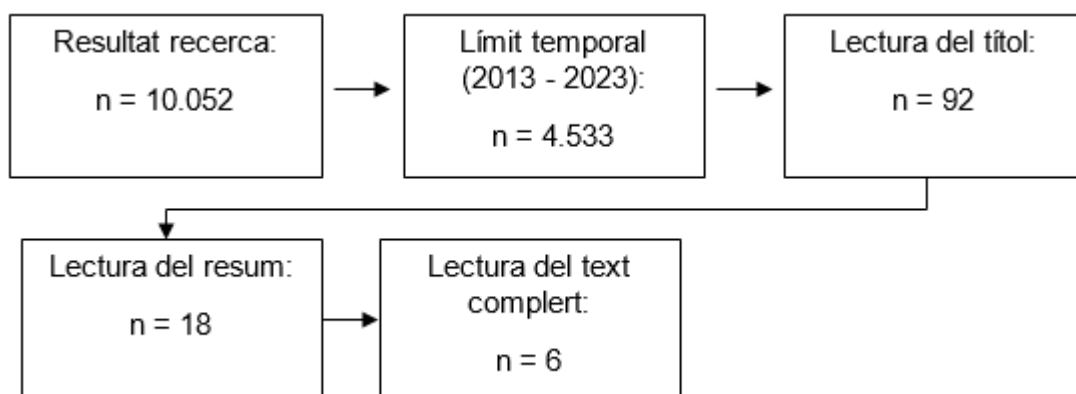 Resultat recerca:
n = 10.052
Límit temporal
(2013 - 2023):
n = 4.533
Lectura del títol:
n = 92
Lectura del resum:
n = 18
Lectura del text
complert:
n = 6